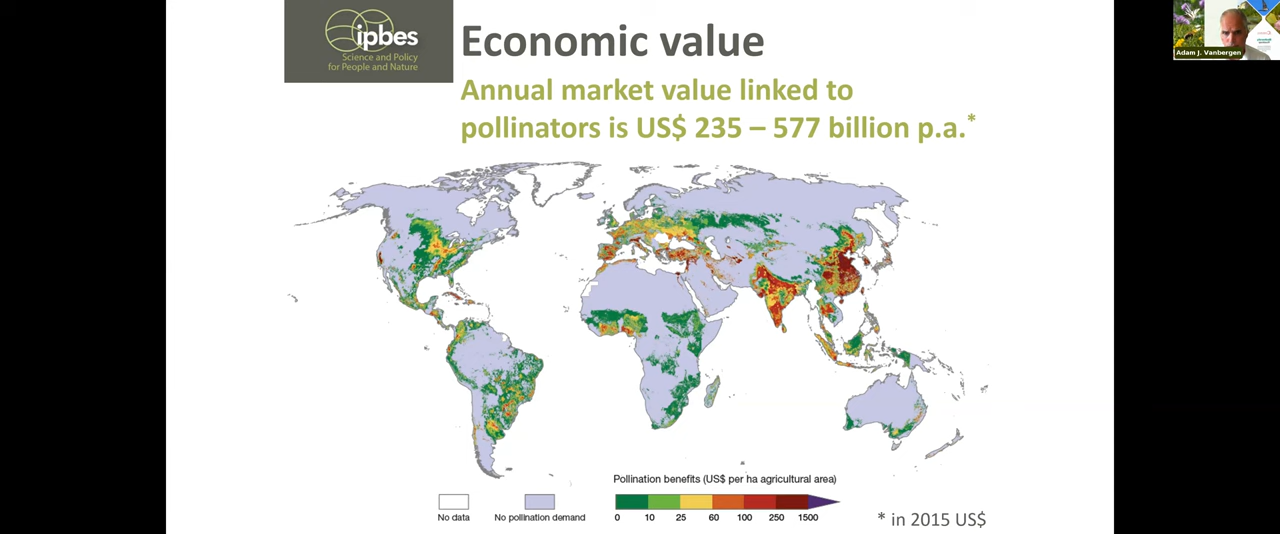 ipbes
Science and Policy
for People and Nature
Economic value
Annual market value linked to
pollinators is US$ 235 – 577 billion p.a.*
Adam J. Vanbergen
Pollination benefits (US$ per ha agricultural area)
No data
No pollination demand
0 10 25 60 100 250 1500
* in 2015 US$